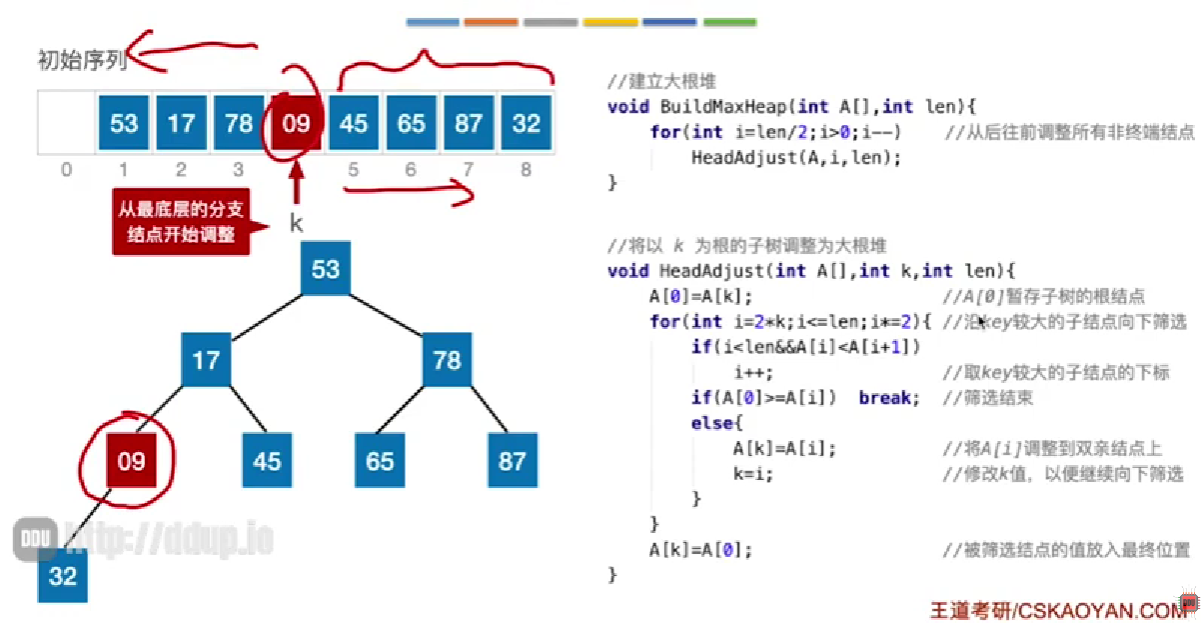 初始序列
53 17 78 09 45 65 87 32
0 1 2 3 5 6 7 8
从最底层的分支
结点开始调整
k
53
17 78
09 45 65 87
32
//建立大根堆
void BuildMaxHeap(int A[],int len){
for(int i=len/2;i>0;i--) //从后往前调整所有非终端结点
HeadAdjust(A,i,len);
}
//将以 k 为根的子树调整为大根堆
void HeadAdjust(int A[],int k,int len){
A[0]=A[k]; //A[0]暂存子树的根结点
for(int i=2*k;i<=len;i*=2){ //沿key较大的子结点向下筛选
if(i<len&&A[i]<A[i+1])
i++; //取key较大的子结点的下标
if(A[0]>=A[i]) break; //筛选结束
else{
A[k]=A[i]; //将A[i]调整到双亲结点上
k=i; //修改k值，以便继续向下筛选
}
}
A[k]=A[0]; //被筛选结点的值放入最终位置
}
DDU http://ddup.io
王道考研/CSKAOYAN.COM